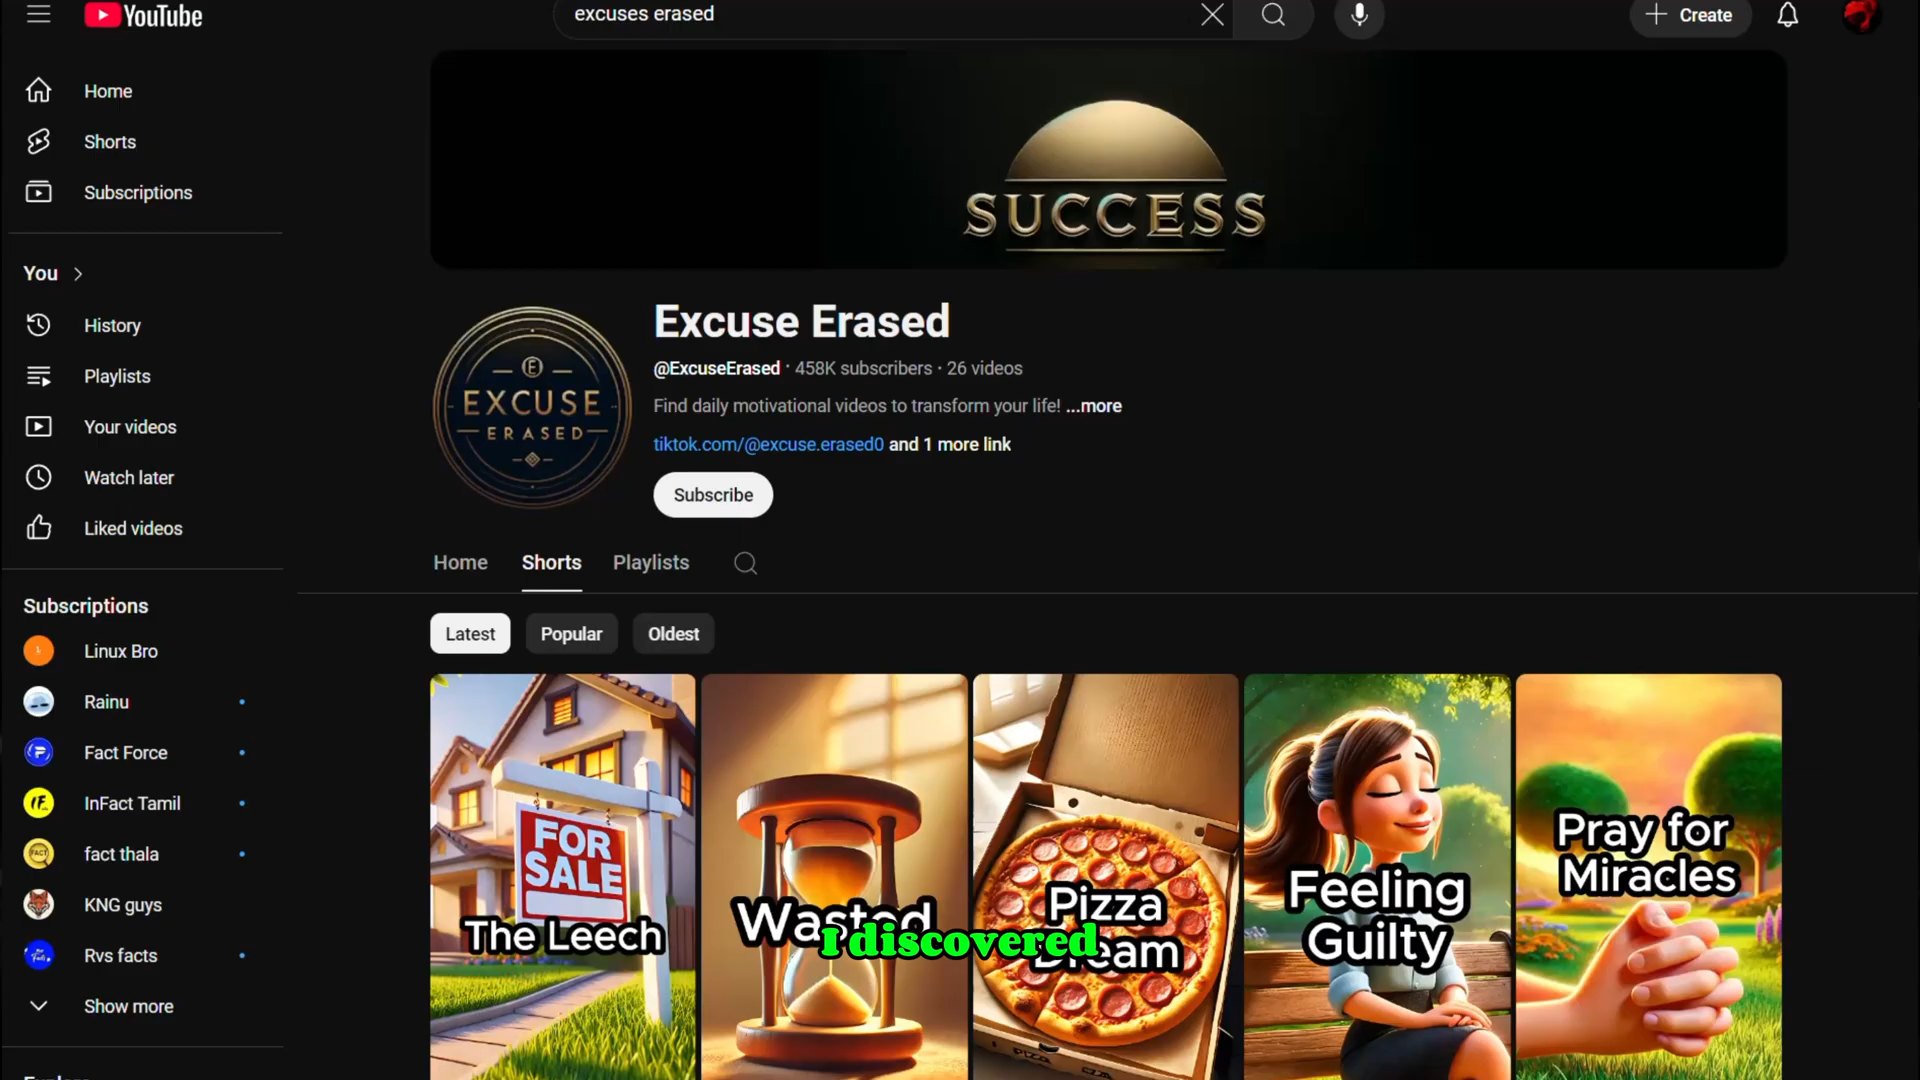 YouTube
excuses erased
Create
Home
Shorts
Subscriptions
You
History
Playlists
Your videos
Watch later
Liked videos
Subscriptions
Linux Bro
Rainu
Fact Force
InFact Tamil
fact thala
KNG guys
Rvs facts
Show more
SUCCESS
E
EXCUSE
ERASED
Excuse Erased
@ExcuseErased · 458K subscribers · 26 videos
Find daily motivational videos to transform your life! ...more
tiktok.com/@excuse.erased0 and 1 more link
Subscribe
Home Shorts Playlists
Latest Popular Oldest
FOR
SALE
The Leech
Wasted
Pizza
Dream
Feeling
Guilty
Pray for
Miracles
I discovered